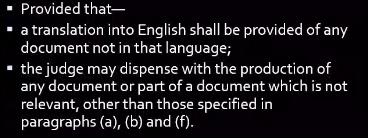 ▪ Provided that—
▪ a translation into English shall be provided of any
document not in that language;
▪ the judge may dispense with the production of
any document or part of a document which is not
relevant, other than those specified in
paragraphs (a), (b) and (f).